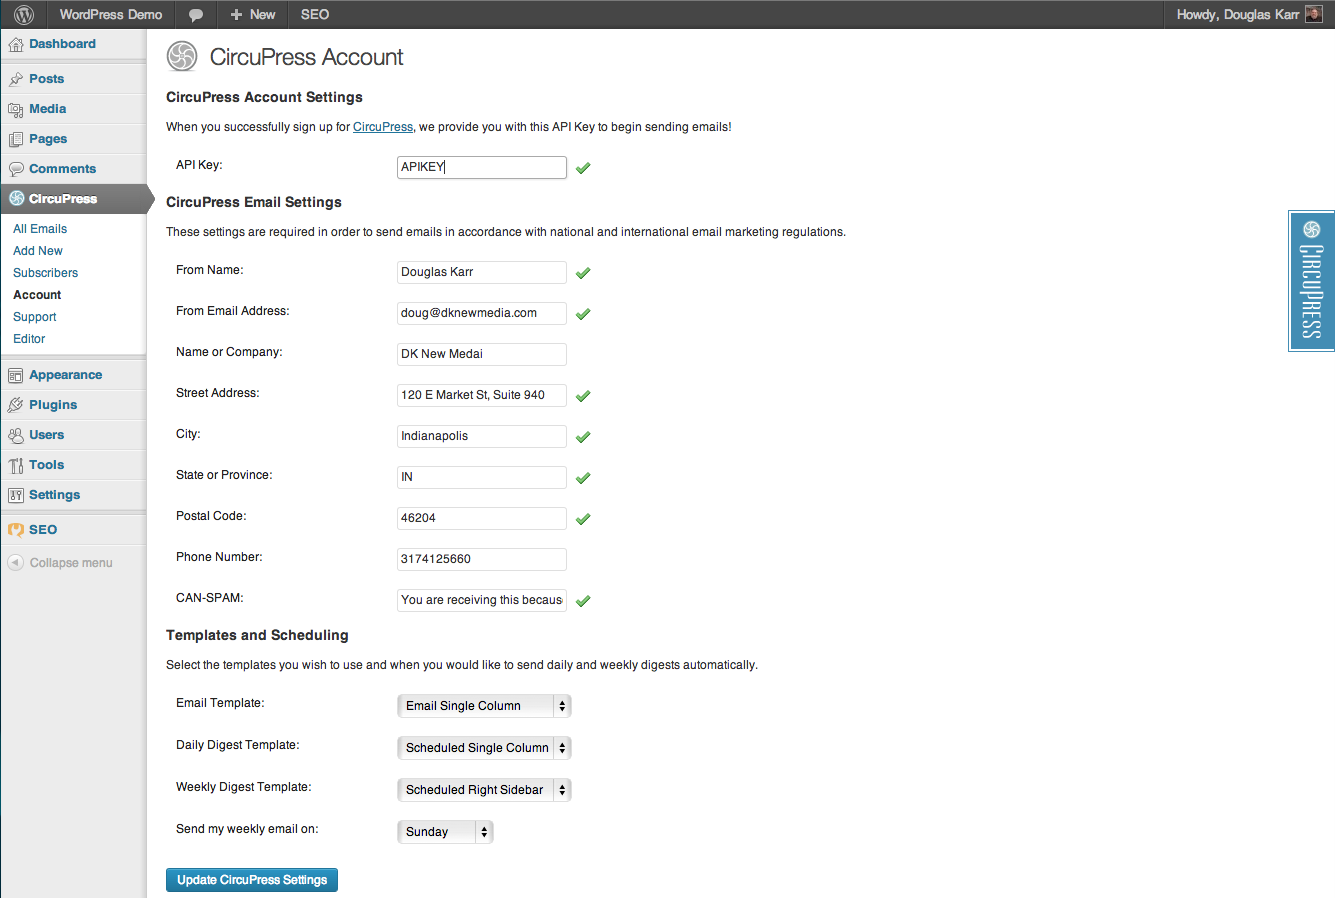 WordPress Demo
New
SEO
Howdy, Douglas Karr
Dashboard
Posts
Media
Pages
Comments
CircuPress
All Emails
Add New
Subscribers
Account
Support
Editor
Appearance
Plugins
Users
Tools
Settings
SEO
Collapse menu
CircuPress Account
CircuPress Account Settings
When you successfully sign up for CircuPress, we provide you with this API Key to begin sending emails!
API Key: APIKEY
CircuPress Email Settings
These settings are required in order to send emails in accordance with national and international email marketing regulations.
From Name: Douglas Karr
From Email Address: doug@dknewmedia.com
Name or Company: DK New Medai
Street Address: 120 E Market St, Suite 940
City: Indianapolis
State or Province: IN
Postal Code: 46204
Phone Number: 3174125660
CAN-SPAM: You are receiving this becaus
Templates and Scheduling
Select the templates you wish to use and when you would like to send daily and weekly digests automatically.
Email Template: Email Single Column
Daily Digest Template: Scheduled Single Column
Weekly Digest Template: Scheduled Right Sidebar
Send my weekly email on: Sunday
Update CircuPress Settings
CIRCUPRESS